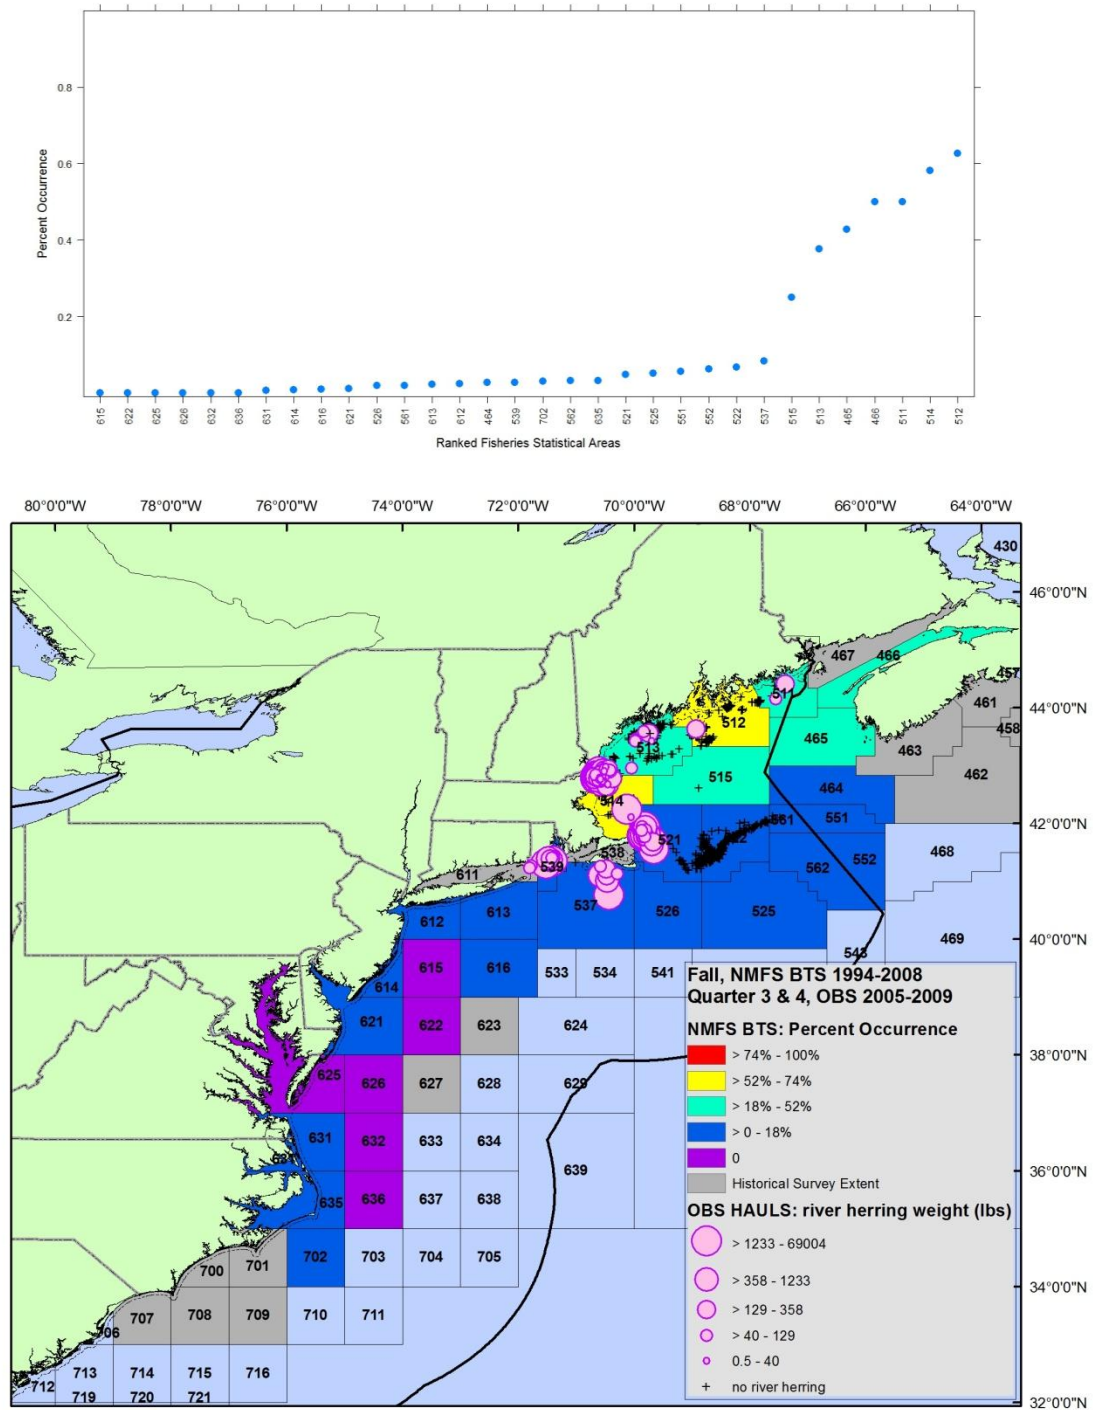 0.8
0.6
0.4
0.2
Percent Occurrence
615 622 625 626 632 636 631 614 616 621 526 561 613 612 464 539 702 562 635 521 525 551 552 522 537 515 513 465 466 511 514 512
Ranked Fisheries Statistical Areas
80°0'0"W 78°0'0"W 76°0'0"W 74°0'0"W 72°0'0"W 70°0'0"W 68°0'0"W 66°0'0"W 64°0'0"W
430
46°0'0"N
467 466
457
511 461
44°0'0"N
512 458
513 465 463
515 462
464
514
551
42°0'0"N
561
521
538 552 468
539 562
611
537 526 525
613
612
469
543
40°0'0"N
615 616 533 534 541
614
621 622 623 624
38°0'0"N
625 626 627 628 629
631 632 633 634
639
36°0'0"N
635 636 637 638
702 703 704 705
700 701
34°0'0"N
707 708 709 710 711
706
713 714 715 716
712
719 720 721
32°0'0"N
Fall, NMFS BTS 1994-2008
Quarter 3 & 4, OBS 2005-2009
NMFS BTS: Percent Occurrence
> 74% - 100%
> 52% - 74%
> 18% - 52%
> 0 - 18%
0
Historical Survey Extent
OBS HAULS: river herring weight (lbs)
> 1233 - 69004
> 358 - 1233
> 129 - 358
> 40 - 129
0.5 - 40
no river herring